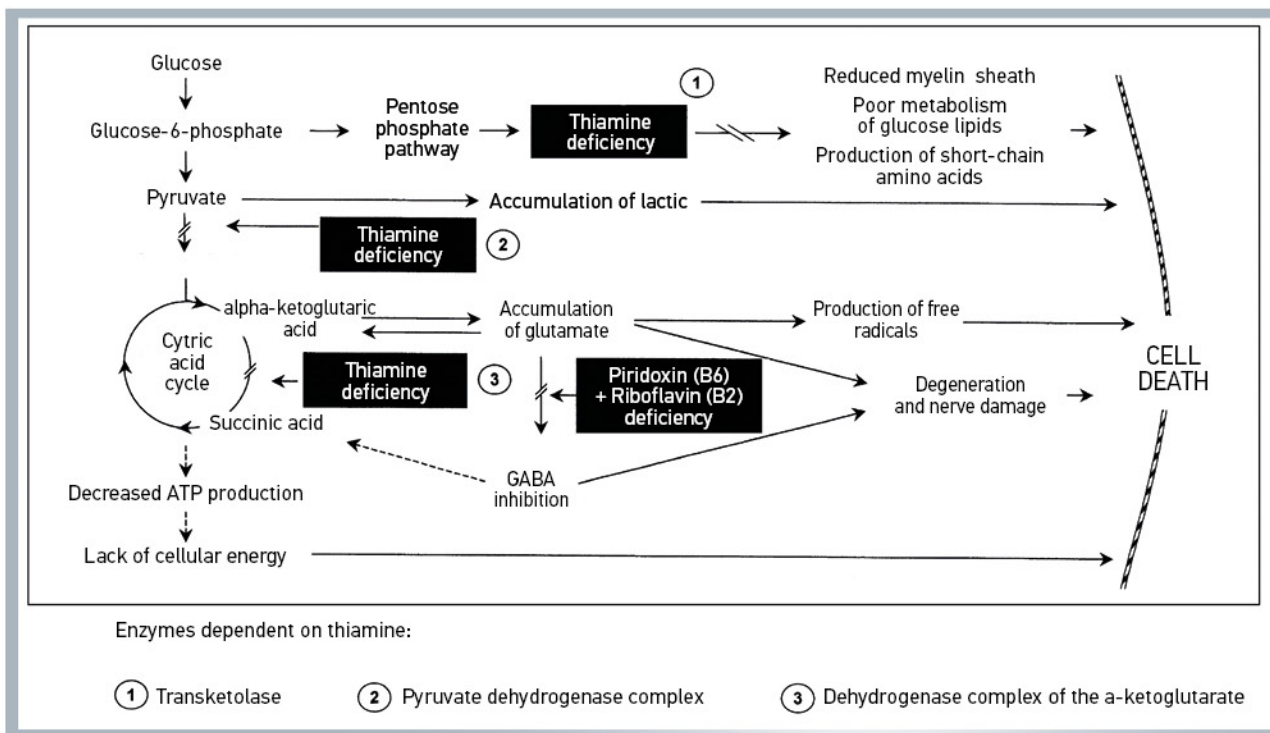 Glucose
Glucose-6-phosphate
Pentose
phosphate
pathway
Thiamine
deficiency
1
Reduced myelin sheath
Poor metabolism
of glucose lipids
Production of short-chain
amino acids
Pyruvate
Accumulation of lactic
Thiamine
deficiency
2
alpha-ketoglutaric
acid
Accumulation
of glutamate
Production of free
radicals
Cytric
acid
cycle
Thiamine
deficiency
3
Piridoxin (B6)
+ Riboflavin (B2)
deficiency
Degeneration
and nerve damage
CELL
DEATH
Succinic acid
GABA
inhibition
Decreased ATP production
Lack of cellular energy
Enzymes dependent on thiamine:
1 Transketolase
2 Pyruvate dehydrogenase complex
3 Dehydrogenase complex of the a-ketoglutarate